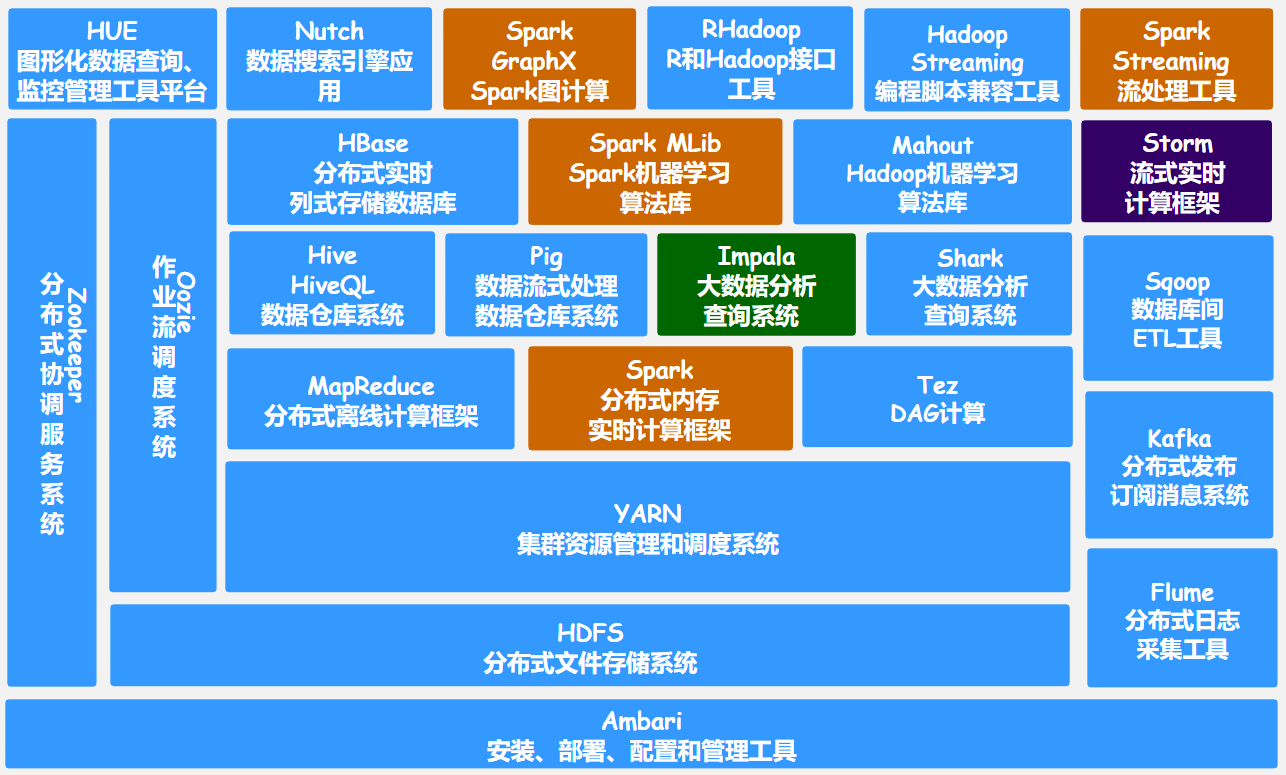 HUE
图形化数据查询、
监控管理工具平台
Nutch
数据搜索引擎应
用
Spark
GraphX
Spark图计算
RHadoop
R和Hadoop接口
工具
Hadoop
Streaming
编程脚本兼容工具
Spark
Streaming
流处理工具
Zookeeper
分布式协调服务系统
Oozie
作业流调度系统
HBase
分布式实时
列式存储数据库
Spark MLib
Spark机器学习
算法库
Mahout
Hadoop机器学习
算法库
Storm
流式实时
计算框架
Hive
HiveQL
数据仓库系统
Pig
数据流式处理
数据仓库系统
Impala
大数据分析
查询系统
Shark
大数据分析
查询系统
Sqoop
数据库间
ETL工具
MapReduce
分布式离线计算框架
Spark
分布式内存
实时计算框架
Tez
DAG计算
Kafka
分布式发布
订阅消息系统
YARN
集群资源管理和调度系统
Flume
分布式日志
采集工具
HDFS
分布式文件存储系统
Ambari
安装、部署、配置和管理工具